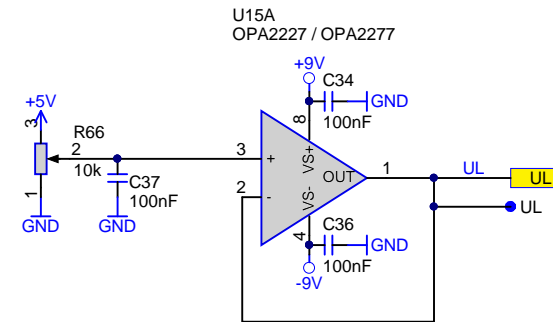 U15A
OPA2227 / OPA2277
+9V
C34
GND
100nF
+5V
3
R66
2
10k
1
GND
C37
100nF
GND
8
VS+
3
+
2
-
OUT
1
UL
UL
UL
VS-
4
C36
GND
100nF
-9V